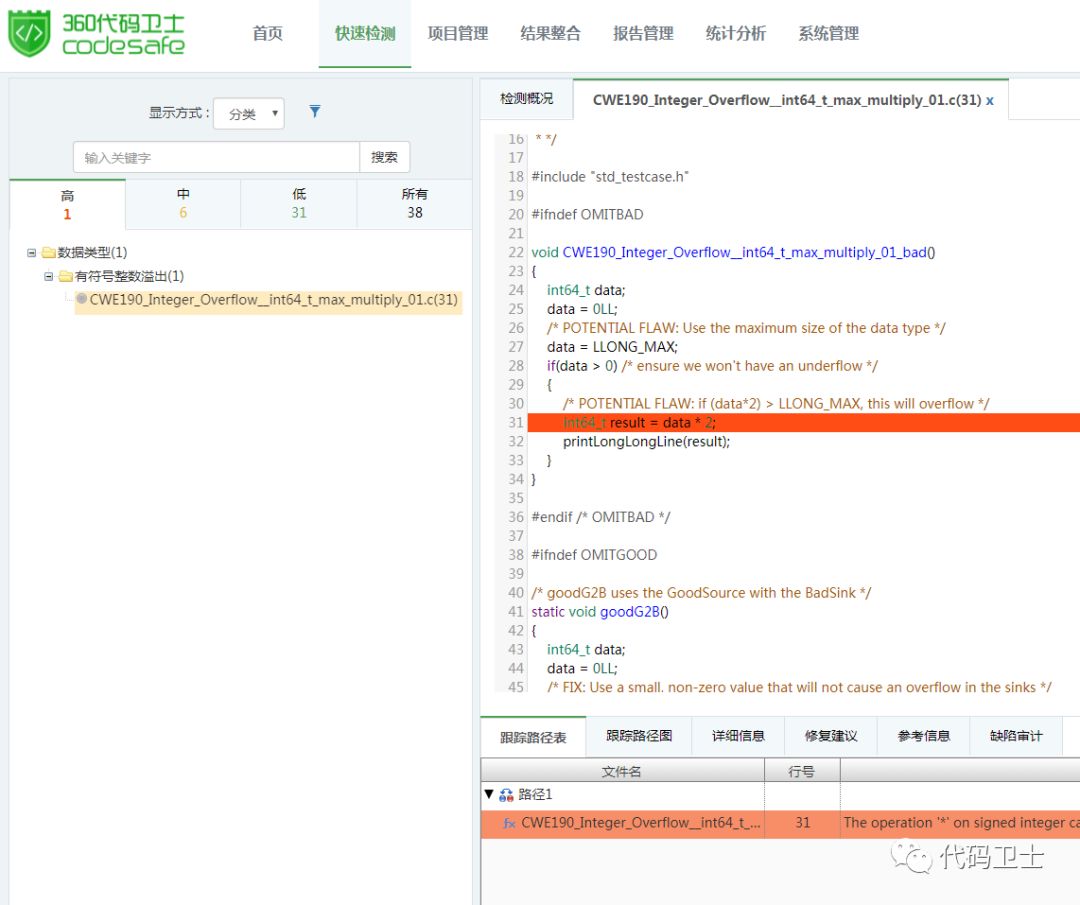 360代码卫士
codesafe
首页 快速检测 项目管理 结果整合 报告管理 统计分析 系统管理
显示方式： 分类
输入关键字 搜索
高 中 低 所有
1 6 31 38
数据类型(1)
有符号整数溢出(1)
CWE190_Integer_Overflow__int64_t_max_multiply_01.c(31)
检测概况 CWE190_Integer_Overflow__int64_t_max_multiply_01.c(31) x
16 * */
17
18 #include "std_testcase.h"
19
20 #ifndef OMITBAD
21
22 void CWE190_Integer_Overflow__int64_t_max_multiply_01_bad()
23 {
24 int64_t data;
25 data = 0LL;
26 /* POTENTIAL FLAW: Use the maximum size of the data type */
27 data = LLONG_MAX;
28 if(data > 0) /* ensure we won't have an underflow */
29 {
30 /* POTENTIAL FLAW: if (data*2) > LLONG_MAX, this will overflow */
31 int64_t result = data * 2;
32 printLongLongLine(result);
33 }
34 }
35
36 #endif /* OMITBAD */
37
38 #ifndef OMITGOOD
39
40 /* goodG2B uses the GoodSource with the BadSink */
41 static void goodG2B()
42 {
43 int64_t data;
44 data = 0LL;
45 /* FIX: Use a small, non-zero value that will not cause an overflow in the sinks */
跟踪路径表 跟踪路径图 详细信息 修复建议 参考信息 缺陷审计
文件名 行号
路径1
fx CWE190_Integer_Overflow__int64_t_... 31 The operation '*' on signed integer ca
代码卫士